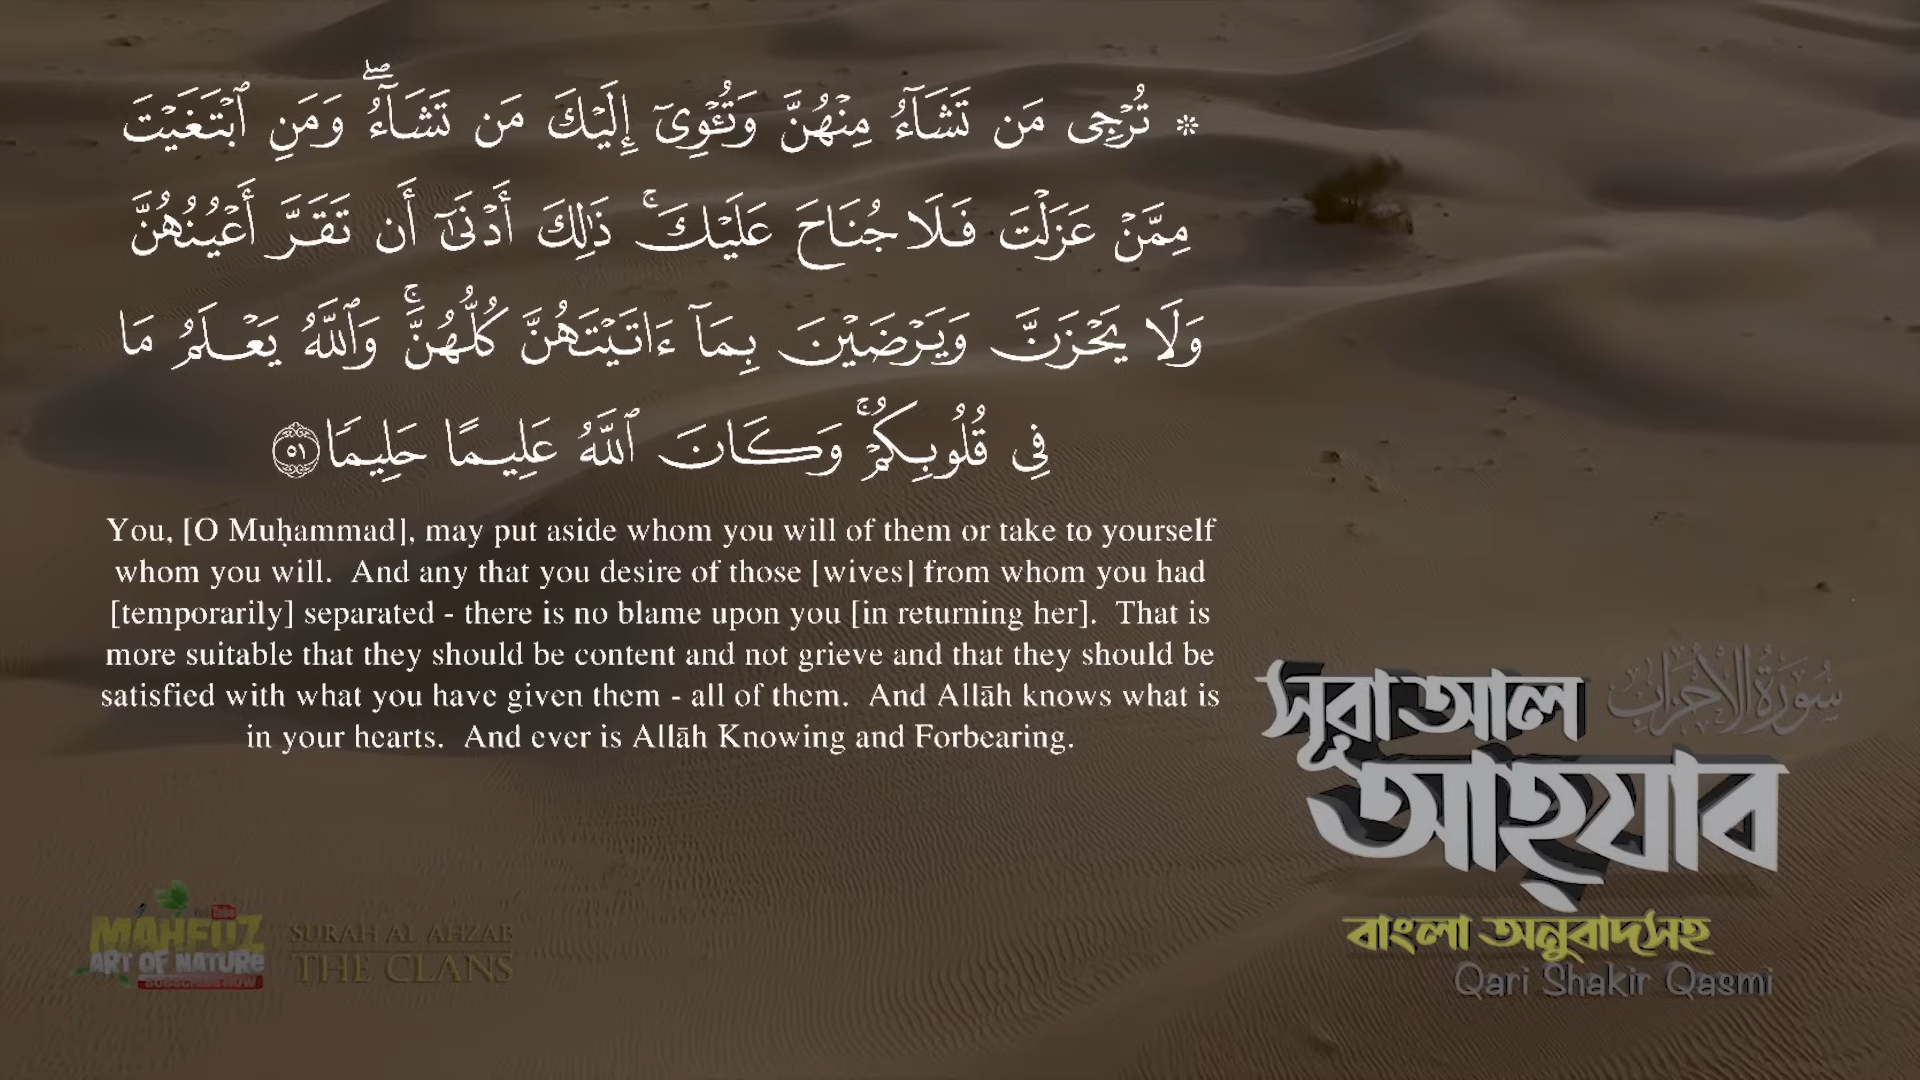 ۞ تُرْجِى مَن تَشَآءُ مِنْهُنَّ وَتُـْٔوِىٓ إِلَيْكَ مَن تَشَآءُ ۖ وَمَنِ ٱبْتَغَيْتَ
مِمَّنْ عَزَلْتَ فَلَا جُنَاحَ عَلَيْكَ ۚ ذَٰلِكَ أَدْنَىٰٓ أَن تَقَرَّ أَعْيُنُهُنَّ
وَلَا يَحْزَنَّ وَيَرْضَيْنَ بِمَآ ءَاتَيْتَهُنَّ كُلُّهُنَّ ۚ وَٱللَّهُ يَعْلَمُ مَا
فِى قُلُوبِكُمْ ۚ وَكَانَ ٱللَّهُ عَلِيمًا حَلِيمًا ٥١
You, [O Muḥammad], may put aside whom you will of them or take to yourself
whom you will. And any that you desire of those [wives] from whom you had
[temporarily] separated - there is no blame upon you [in returning her]. That is
more suitable that they should be content and not grieve and that they should be
satisfied with what you have given them - all of them. And Allāh knows what is
in your hearts. And ever is Allāh Knowing and Forbearing.
সূরা আল
سورة الأحزاب
আহযাব
বাংলা অনুবাদসহ
Qari Shakir Qasmi
MAHFUZ
ART OF NATURE
SUBSCRIBE NOW
SURAH AL AHZAB
THE CLANS